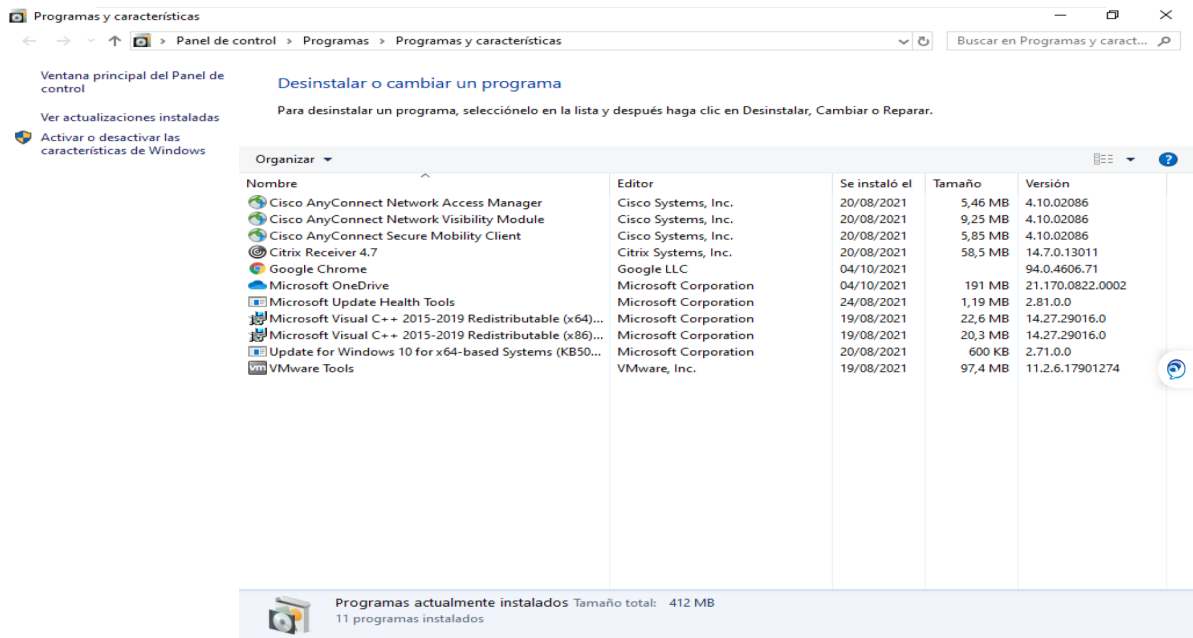 Programas y características
Panel de control > Programas > Programas y características
Buscar en Programas y caract...
Ventana principal del Panel de
control
Ver actualizaciones instaladas
Activar o desactivar las
características de Windows
Desinstalar o cambiar un programa
Para desinstalar un programa, selecciónelo en la lista y después haga clic en Desinstalar, Cambiar o Reparar.
Organizar
Nombre Editor Se instaló el Tamaño Versión
Cisco AnyConnect Network Access Manager Cisco Systems, Inc. 20/08/2021 5,46 MB 4.10.02086
Cisco AnyConnect Network Visibility Module Cisco Systems, Inc. 20/08/2021 9,25 MB 4.10.02086
Cisco AnyConnect Secure Mobility Client Cisco Systems, Inc. 20/08/2021 5,85 MB 4.10.02086
Citrix Receiver 4.7 Citrix Systems, Inc. 20/08/2021 58,5 MB 14.7.0.13011
Google Chrome Google LLC 04/10/2021 94.0.4606.71
Microsoft OneDrive Microsoft Corporation 04/10/2021 191 MB 21.170.0822.0002
Microsoft Update Health Tools Microsoft Corporation 24/08/2021 1,19 MB 2.81.0.0
Microsoft Visual C++ 2015-2019 Redistributable (x64)... Microsoft Corporation 19/08/2021 22,6 MB 14.27.29016.0
Microsoft Visual C++ 2015-2019 Redistributable (x86)... Microsoft Corporation 19/08/2021 20,3 MB 14.27.29016.0
Update for Windows 10 for x64-based Systems (KB50... Microsoft Corporation 20/08/2021 600 KB 2.71.0.0
vm VMware Tools VMware, Inc. 19/08/2021 97,4 MB 11.2.6.17901274
Programas actualmente instalados Tamaño total: 412 MB
11 programas instalados